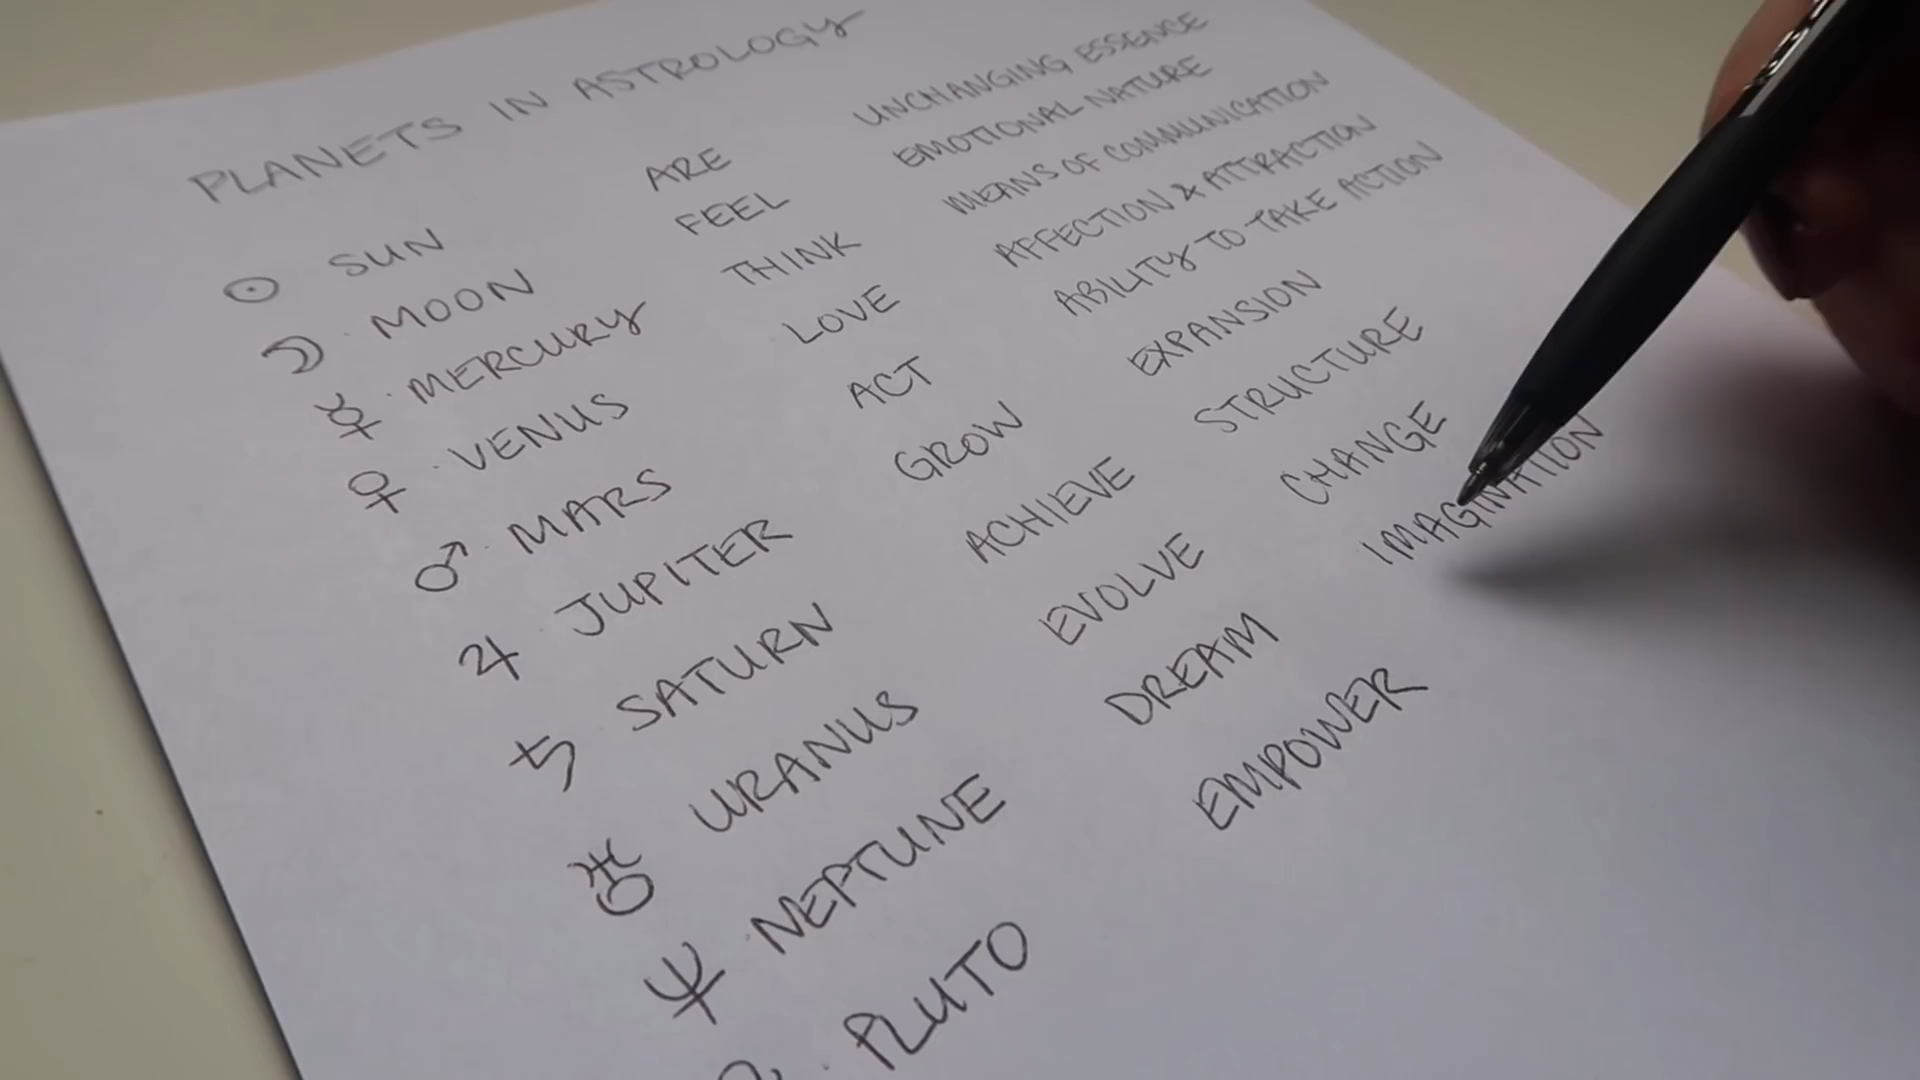 PLANETS IN ASTROLOGY
☉ SUN ARE UNCHANGING ESSENCE
☽ · MOON FEEL EMOTIONAL NATURE
☿ · MERCURY THINK MEANS OF COMMUNICATION
♀ · VENUS LOVE AFFECTION & ATTRACTION
♂ · MARS ACT ABILITY TO TAKE ACTION
♃ · JUPITER GROW EXPANSION
♄ SATURN ACHIEVE STRUCTURE
⛢ URANUS EVOLVE CHANGE
♆ · NEPTUNE DREAM IMAGINATION
· PLUTO EMPOWER